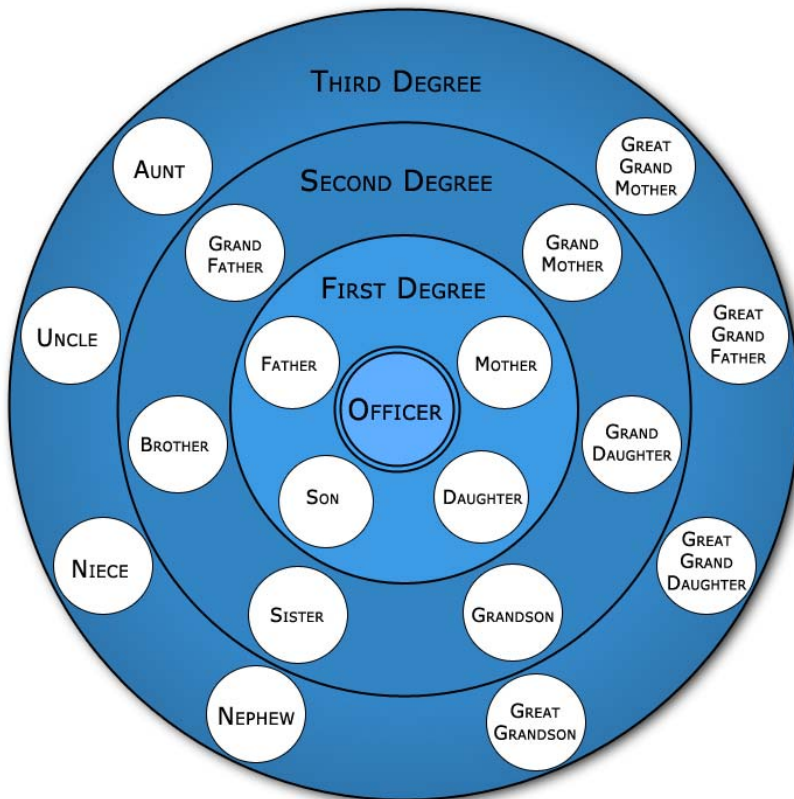 THIRD DEGREE
AUNT
GREAT
GRAND
MOTHER
SECOND DEGREE
GRAND
FATHER
GRAND
MOTHER
FIRST DEGREE
UNCLE
GREAT
GRAND
FATHER
FATHER
MOTHER
OFFICER
BROTHER
GRAND
DAUGHTER
SON
DAUGHTER
NIECE
GREAT
GRAND
DAUGHTER
SISTER
GRANDSON
NEPHEW
GREAT
GRANDSON